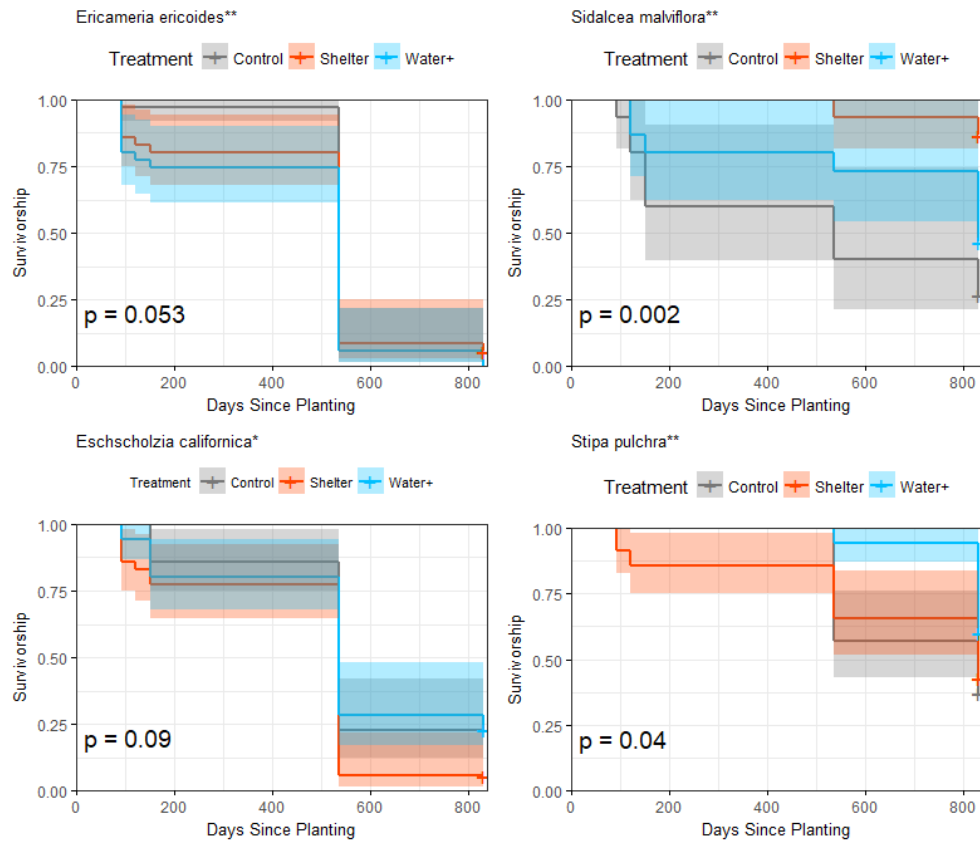 Ericameria ericoides**
Treatment Control Shelter Water+
1.00
0.75
0.50
0.25
0.00
Survivorship
p = 0.053
0 200 400 600 800
Days Since Planting
Sidalcea malviflora**
Treatment Control Shelter Water+
1.00
0.75
0.50
0.25
0.00
Survivorship
p = 0.002
0 200 400 600 800
Days Since Planting
Eschscholzia californica*
Treatment Control Shelter Water+
1.00
0.75
0.50
0.25
0.00
Survivorship
p = 0.09
0 200 400 600 800
Days Since Planting
Stipa pulchra**
Treatment Control Shelter Water+
1.00
0.75
0.50
0.25
0.00
Survivorship
p = 0.04
0 200 400 600 800
Days Since Planting